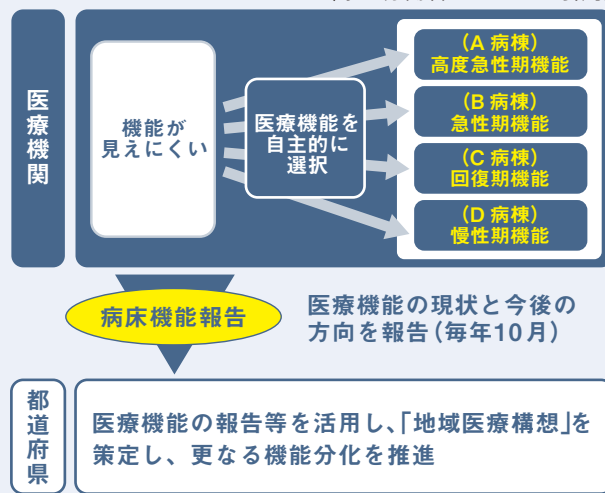 医療機関
機能が
見えにくい
医療機能を
自主的に
選択
(A 病棟)
高度急性期機能
(B 病棟)
急性期機能
(C 病棟)
回復期機能
(D 病棟)
慢性期機能
病床機能報告
医療機能の現状と今後の
方向を報告(毎年10月)
都道府県
医療機能の報告等を活用し、「地域医療構想」を
策定し、更なる機能分化を推進